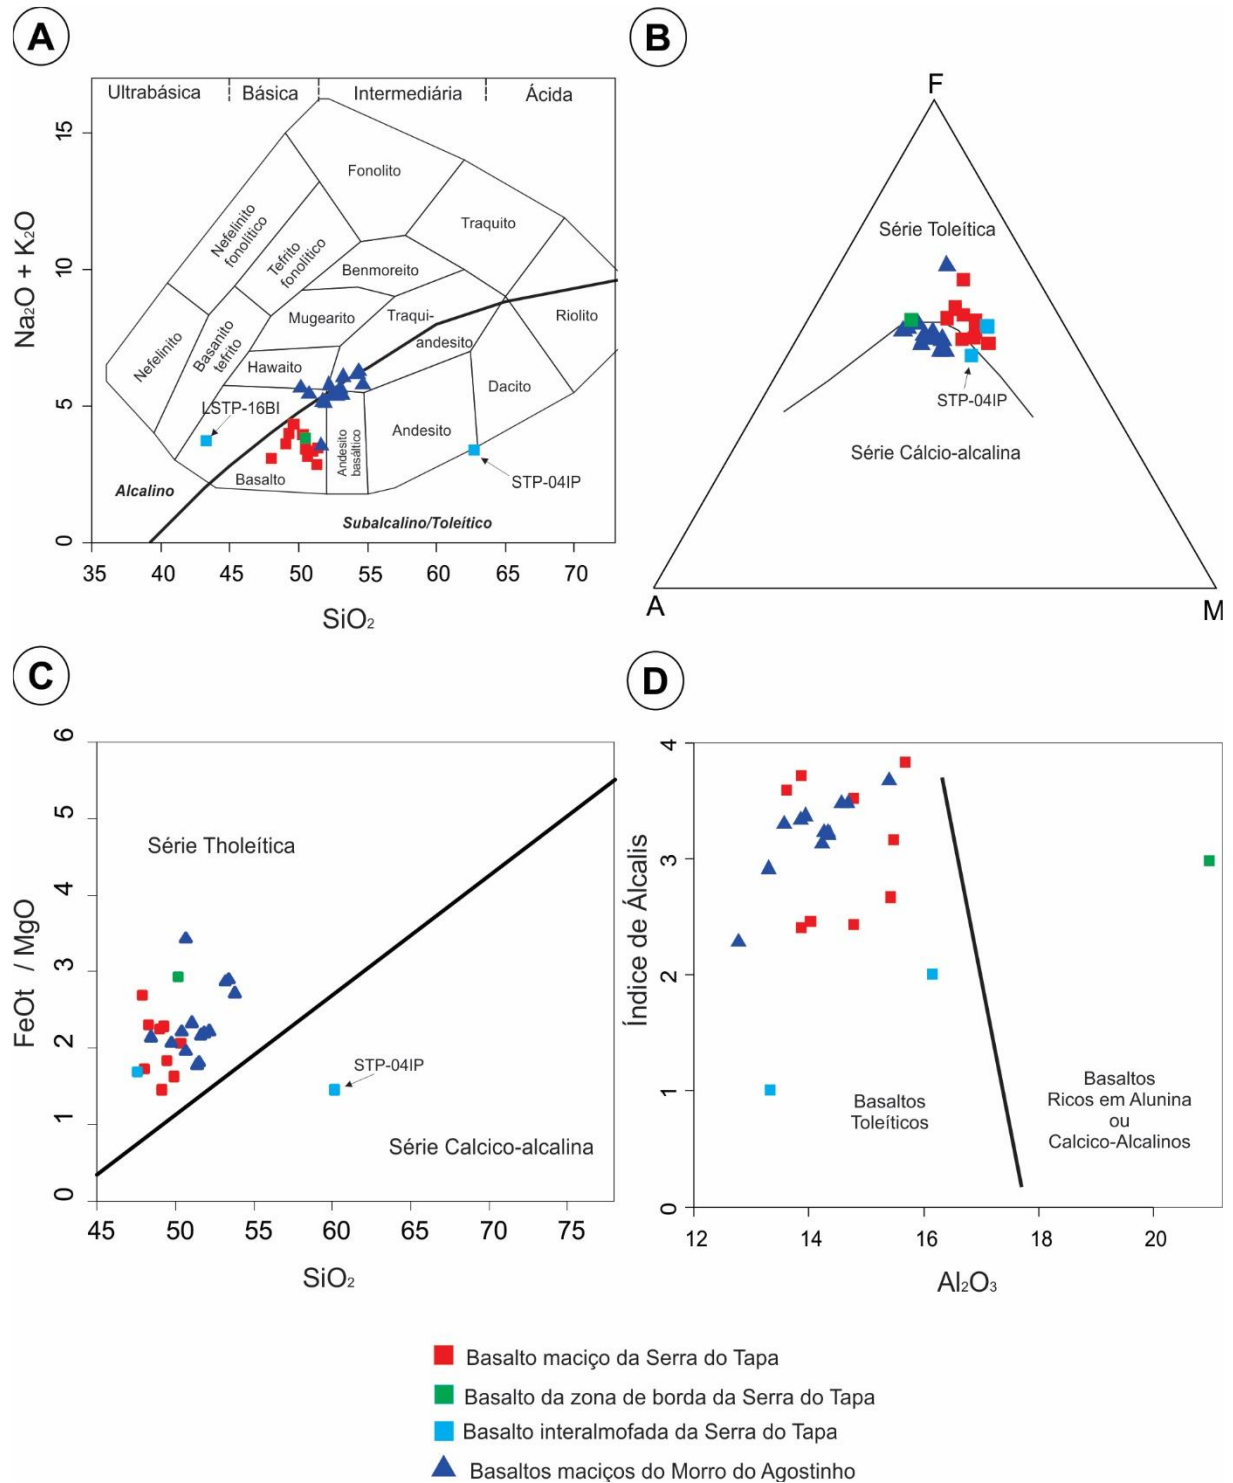 A
Ultrabásica
Básica
Intermediária
Ácida
Na₂O + K₂O
15
10
5
0
Fonolito
Traquito
Nefelinito
fonolítico
Tefrito
fonolítico
Benmoreito
Mugearito
Traqui-
andesito
Riolito
Nefelinito
Basanito
tefrito
Hawaito
Dacito
LSTP-16BI
Andesito
Andesito
basáltico
Basalto
STP-04IP
Alcalino
Subalcalino/Toleítico
35 40 45 50 55 60 65 70
SiO₂
B
F
Série Toleítica
STP-04IP
Série Cálcio-alcalina
A
M
C
6
5
4
3
2
1
0
FeOt / MgO
Série Tholeítica
STP-04IP
Série Calcico-alcalina
45 50 55 60 65 70 75
SiO₂
D
4
3
2
1
0
Índice de Álcalis
Basaltos
Toleíticos
Basaltos
Ricos em Alunina
ou
Calcico-Alcalinos
12 14 16 18 20
Al₂O₃
Basalto maciço da Serra do Tapa
Basalto da zona de borda da Serra do Tapa
Basalto interalmofada da Serra do Tapa
Basaltos maciços do Morro do Agostinho